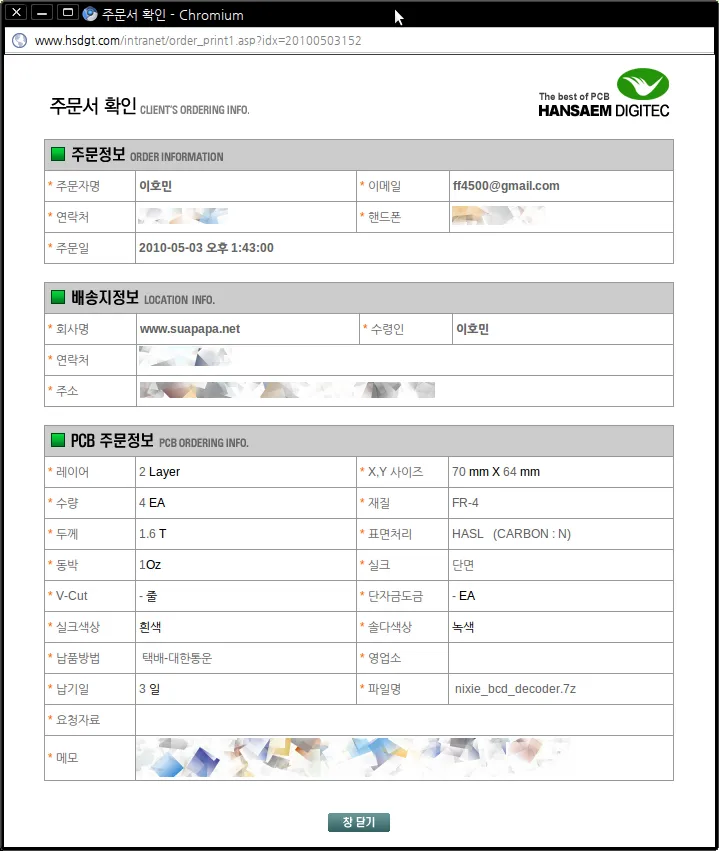 주문서 확인 - Chromium
www.hsdgt.com/intranet/order_print1.asp?idx=20100503152
주문서 확인 CLIENT'S ORDERING INFO.
The best of PCB
HANSAEM DIGITEC
주문정보 ORDER INFORMATION
* 주문자명 이호민 * 이메일 ff4500@gmail.com
* 연락처 * 핸드폰
* 주문일 2010-05-03 오후 1:43:00
배송지정보 LOCATION INFO.
* 회사명 www.suapapa.net * 수령인 이호민
* 연락처
* 주소
PCB 주문정보 PCB ORDERING INFO.
* 레이어 2 Layer * X,Y 사이즈 70 mm X 64 mm
* 수량 4 EA * 재질 FR-4
* 두께 1.6 T * 표면처리 HASL (CARBON : N)
* 동박 1Oz * 실크 단면
* V-Cut - 줄 * 단자금도금 - EA
* 실크색상 흰색 * 솔다색상 녹색
* 납품방법 택배-대한통운 * 영업소
* 납기일 3 일 * 파일명 nixie_bcd_decoder.7z
* 요청자료
* 메모
창 닫기